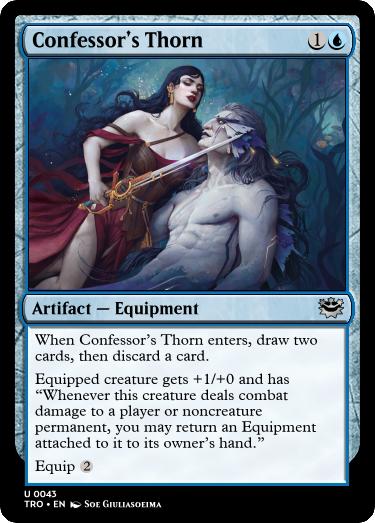 Confessor's Thorn 1
Artifact — Equipment
When Confessor's Thorn enters, draw two
cards, then discard a card.
Equipped creature gets +1/+0 and has
“Whenever this creature deals combat
damage to a player or noncreature
permanent, you may return an Equipment
attached to it to its owner's hand.”
Equip 2
U 0043
TRO • EN Soe Giuliasoeima